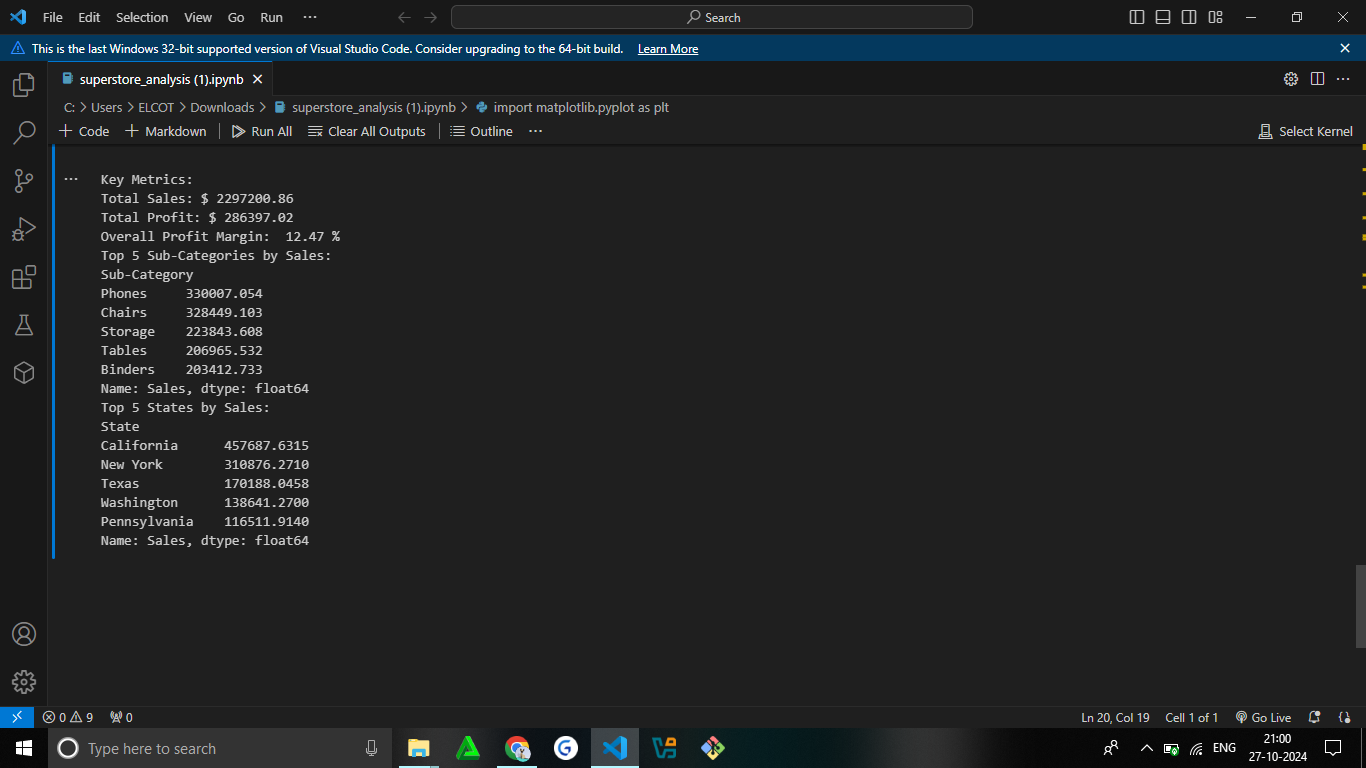 File Edit Selection View Go Run ···
Search
This is the last Windows 32-bit supported version of Visual Studio Code. Consider upgrading to the 64-bit build. Learn More
superstore_analysis (1).ipynb
C: > Users > ELCOT > Downloads > superstore_analysis (1).ipynb > import matplotlib.pyplot as plt
+ Code + Markdown Run All Clear All Outputs Outline ··· Select Kernel
··· Key Metrics:
Total Sales: $ 2297200.86
Total Profit: $ 286397.02
Overall Profit Margin:  12.47 %
Top 5 Sub-Categories by Sales:
Sub-Category
Phones     330007.054
Chairs     328449.103
Storage    223843.608
Tables     206965.532
Binders    203412.733
Name: Sales, dtype: float64
Top 5 States by Sales:
State
California      457687.6315
New York        310876.2710
Texas           170188.0458
Washington      138641.2700
Pennsylvania    116511.9140
Name: Sales, dtype: float64
0 9 0 Ln 20, Col 19 Cell 1 of 1 Go Live
Type here to search
ENG
21:00
27-10-2024